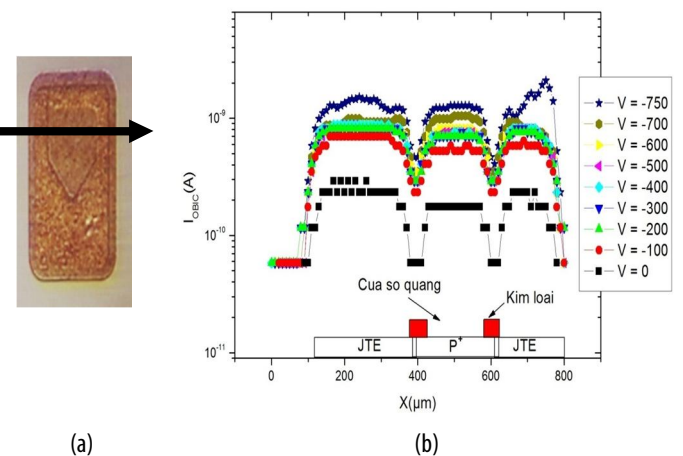 10⁻⁹
10⁻¹⁰
10⁻¹¹
I_OBIC(A)
V = -750
V = -700
V = -600
V = -500
V = -400
V = -300
V = -200
V = -100
V = 0
Cua so quang
Kim loai
JTE P⁺ JTE
0 200 400 600 800
X(µm)
(a) (b)